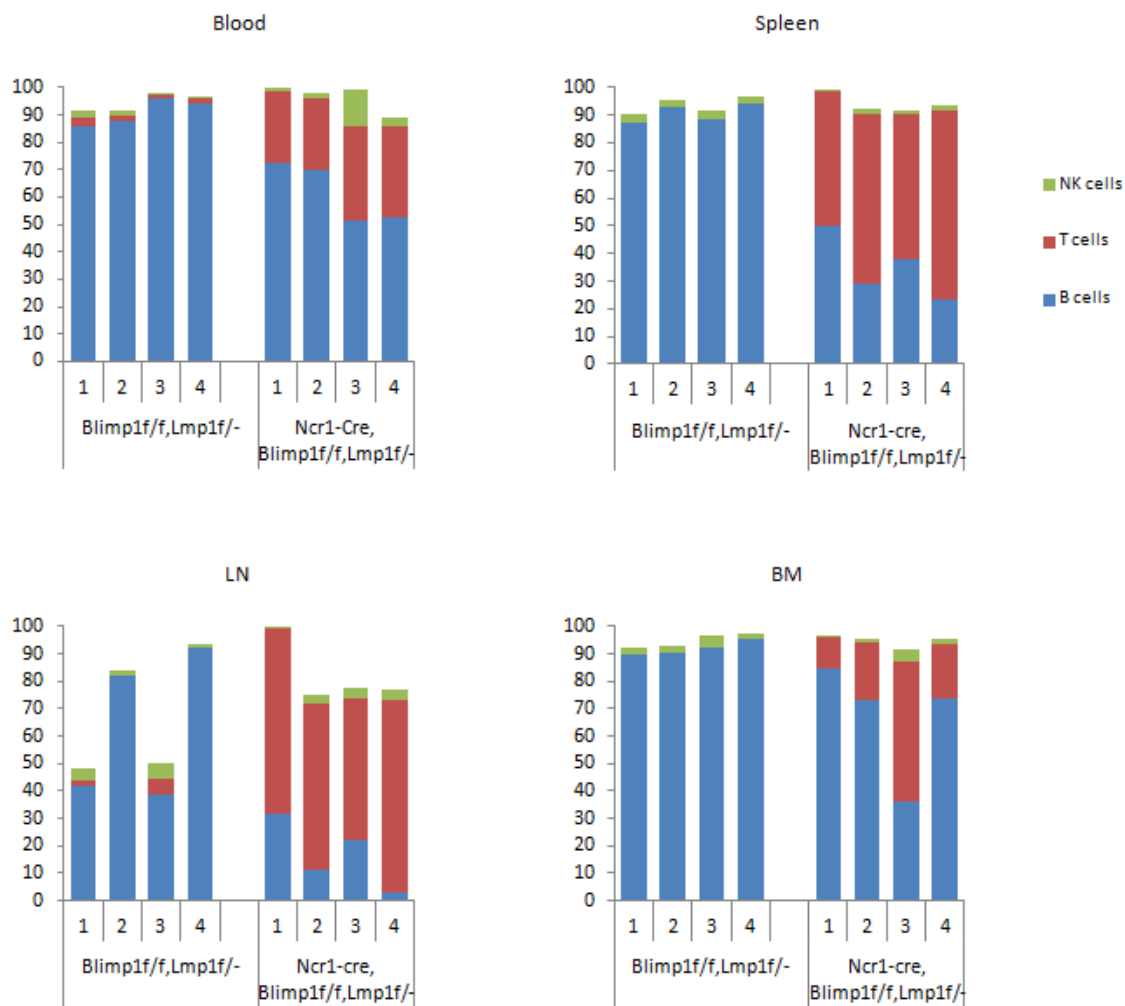 Blood
100
90
80
70
60
50
40
30
20
10
0
1 2 3 4 1 2 3 4
Blimp1f/f,Lmp1f/- Ncr1-Cre,
Blimp1f/f,Lmp1f/-
Spleen
100
90
80
70
60
50
40
30
20
10
0
1 2 3 4 1 2 3 4
Blimp1f/f,Lmp1f/- Ncr1-cre,
Blimp1f/f,Lmp1f/-
NK cells
T cells
B cells
LN
100
90
80
70
60
50
40
30
20
10
0
1 2 3 4 1 2 3 4
Blimp1f/f,Lmp1f/- Ncr1-cre,
Blimp1f/f,Lmp1f/-
BM
100
90
80
70
60
50
40
30
20
10
0
1 2 3 4 1 2 3 4
Blimp1f/f,Lmp1f/- Ncr1-cre,
Blimp1f/f,Lmp1f/-